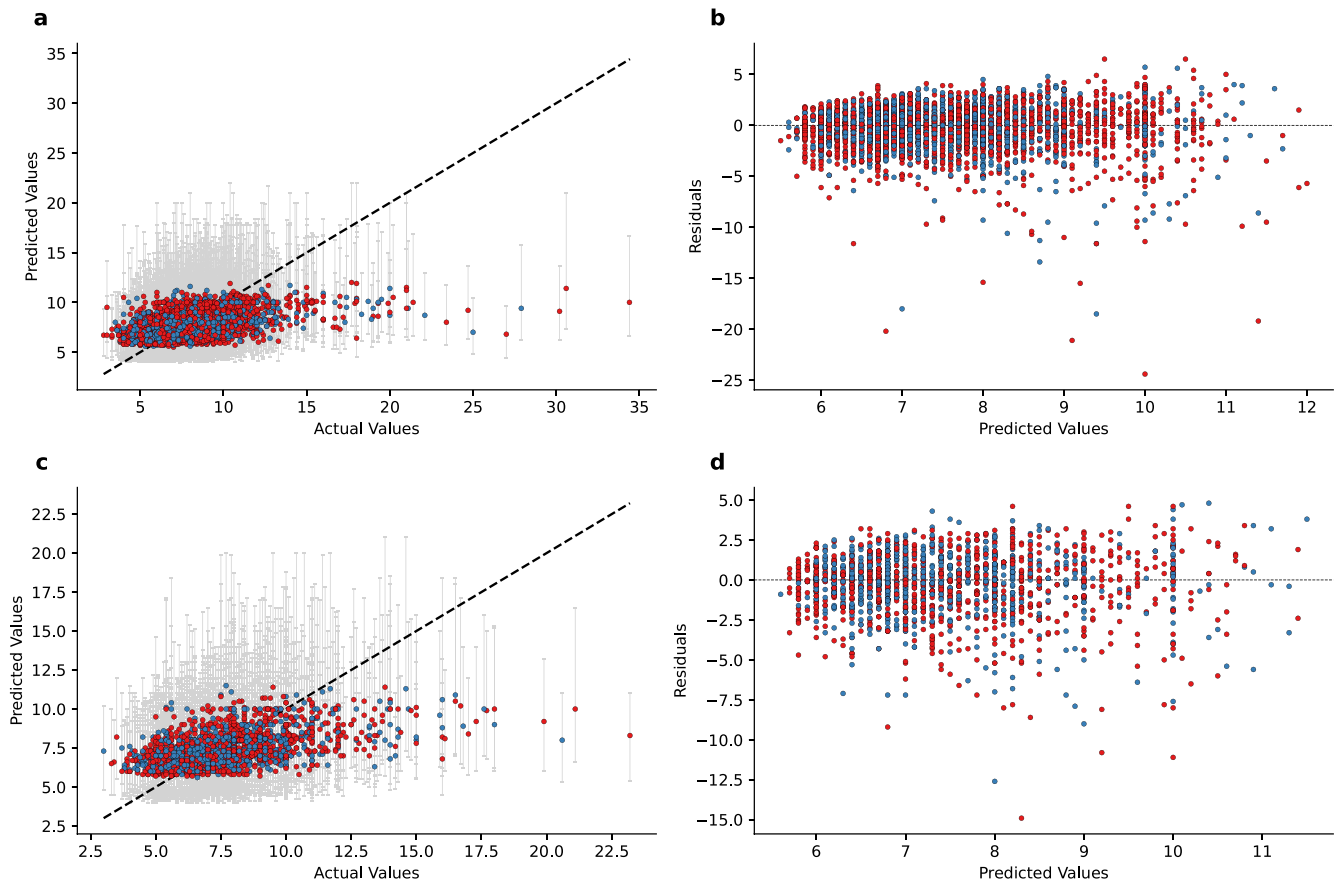 a
35
30
25
20
15
10
5
Predicted Values
5 10 15 20 25 30 35
Actual Values
b
5
0
−5
−10
−15
−20
−25
Residuals
6 7 8 9 10 11 12
Predicted Values
c
22.5
20.0
17.5
15.0
12.5
10.0
7.5
5.0
2.5
Predicted Values
2.5 5.0 7.5 10.0 12.5 15.0 17.5 20.0 22.5
Actual Values
d
5.0
2.5
0.0
−2.5
−5.0
−7.5
−10.0
−12.5
−15.0
Residuals
6 7 8 9 10 11
Predicted Values